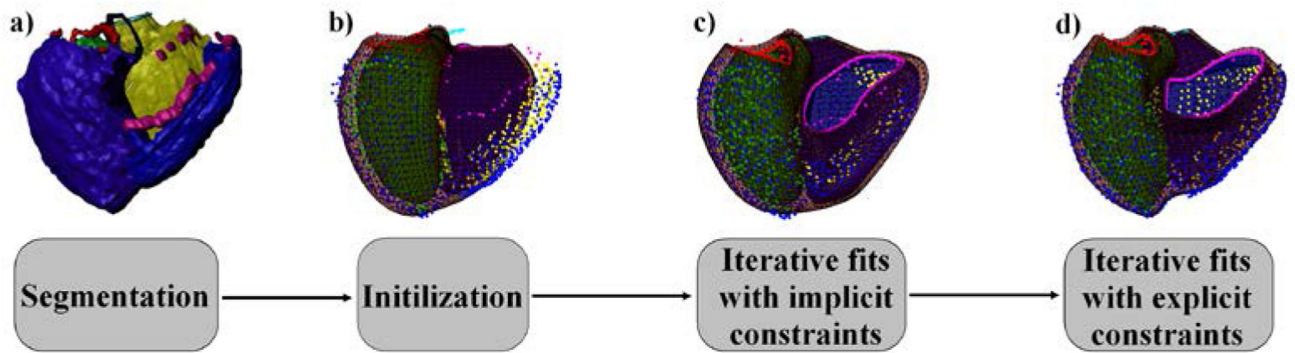 a)
b)
c)
d)
Segmentation
Initilization
Iterative fits
with implicit
constraints
Iterative fits
with explicit
constraints